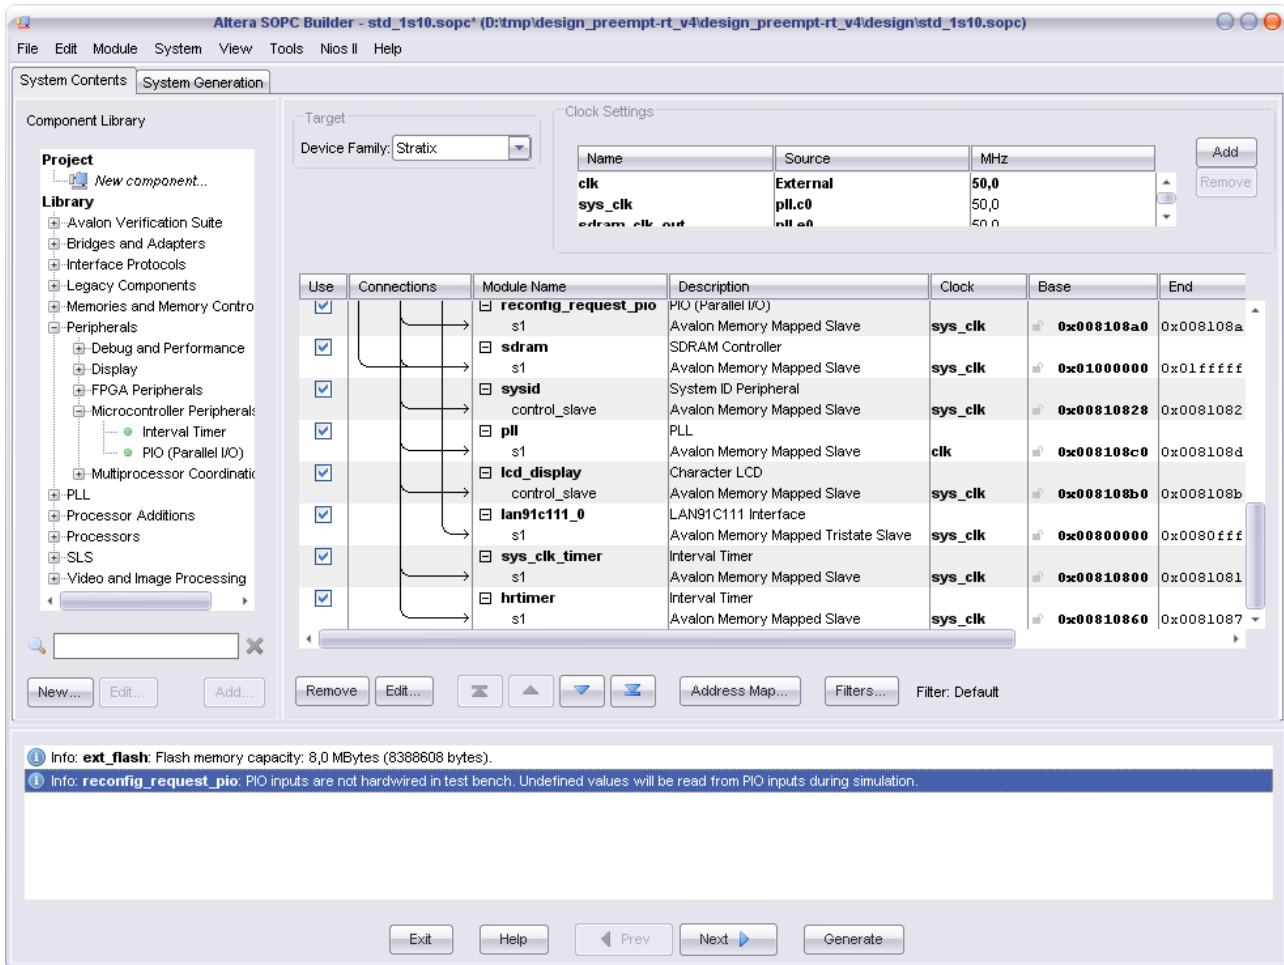 Altera SOPC Builder - std_1s10.sopc* (D:\tmp\design_preempt-rt_v4\design_preempt-rt_v4\design\std_1s10.sopc)
File Edit Module System View Tools Nios II Help
System Contents System Generation
Component Library
Project
New component...
Library
Avalon Verification Suite
Bridges and Adapters
Interface Protocols
Legacy Components
Memories and Memory Contro
Peripherals
Debug and Performance
Display
FPGA Peripherals
Microcontroller Peripherals
Interval Timer
PIO (Parallel I/O)
Multiprocessor Coordinatic
PLL
Processor Additions
Processors
SLS
Video and Image Processing
New... Edit... Add...
Target
Device Family: Stratix
Clock Settings
Name Source MHz
clk External 50,0
sys_clk pll.c0 50,0
sdram_clk_out pll.e0 50,0
Add
Remove
Use Connections Module Name Description Clock Base End
reconfig_request_pio PIO (Parallel I/O)
s1 Avalon Memory Mapped Slave sys_clk 0x008108a0 0x008108a
sdram SDRAM Controller
s1 Avalon Memory Mapped Slave sys_clk 0x01000000 0x01fffff
sysid System ID Peripheral
control_slave Avalon Memory Mapped Slave sys_clk 0x00810828 0x0081082
pll PLL
s1 Avalon Memory Mapped Slave clk 0x008108c0 0x008108d
lcd_display Character LCD
control_slave Avalon Memory Mapped Slave sys_clk 0x008108b0 0x008108b
lan91c111_0 LAN91C111 Interface
s1 Avalon Memory Mapped Tristate Slave sys_clk 0x00800000 0x0080fff
sys_clk_timer Interval Timer
s1 Avalon Memory Mapped Slave sys_clk 0x00810800 0x0081081
hrtimer Interval Timer
s1 Avalon Memory Mapped Slave sys_clk 0x00810860 0x0081087
Remove Edit... Address Map... Filters... Filter: Default
Info: ext_flash: Flash memory capacity: 8,0 MBytes (8388608 bytes).
Info: reconfig_request_pio: PIO inputs are not hardwired in test bench. Undefined values will be read from PIO inputs during simulation.
Exit Help Prev Next Generate